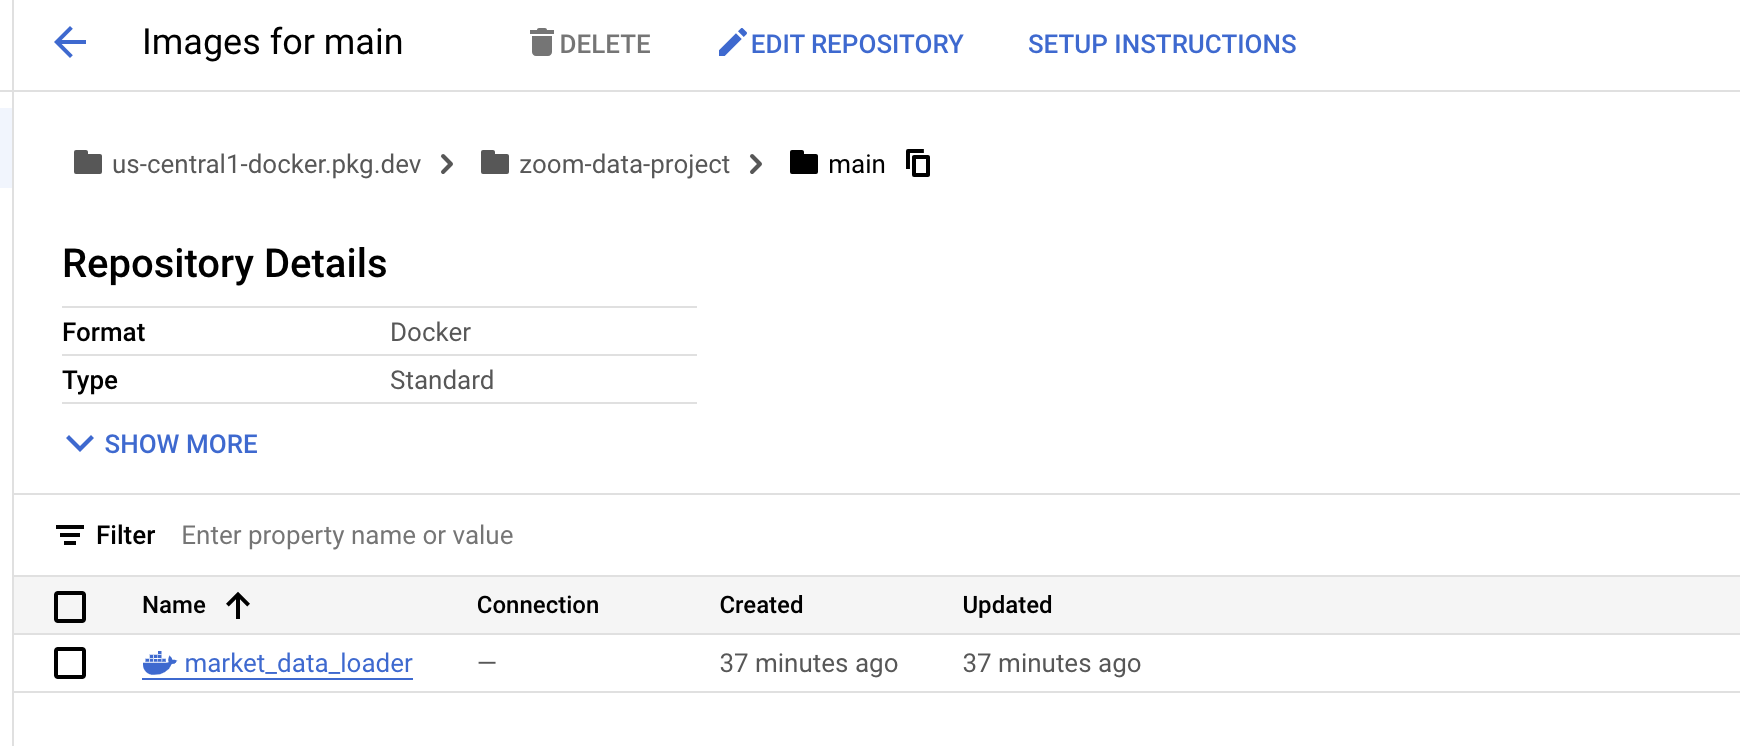 Images for main DELETE EDIT REPOSITORY SETUP INSTRUCTIONS
us-central1-docker.pkg.dev zoom-data-project main
Repository Details
Format Docker
Type Standard
SHOW MORE
Filter Enter property name or value
Name Connection Created Updated
market_data_loader — 37 minutes ago 37 minutes ago